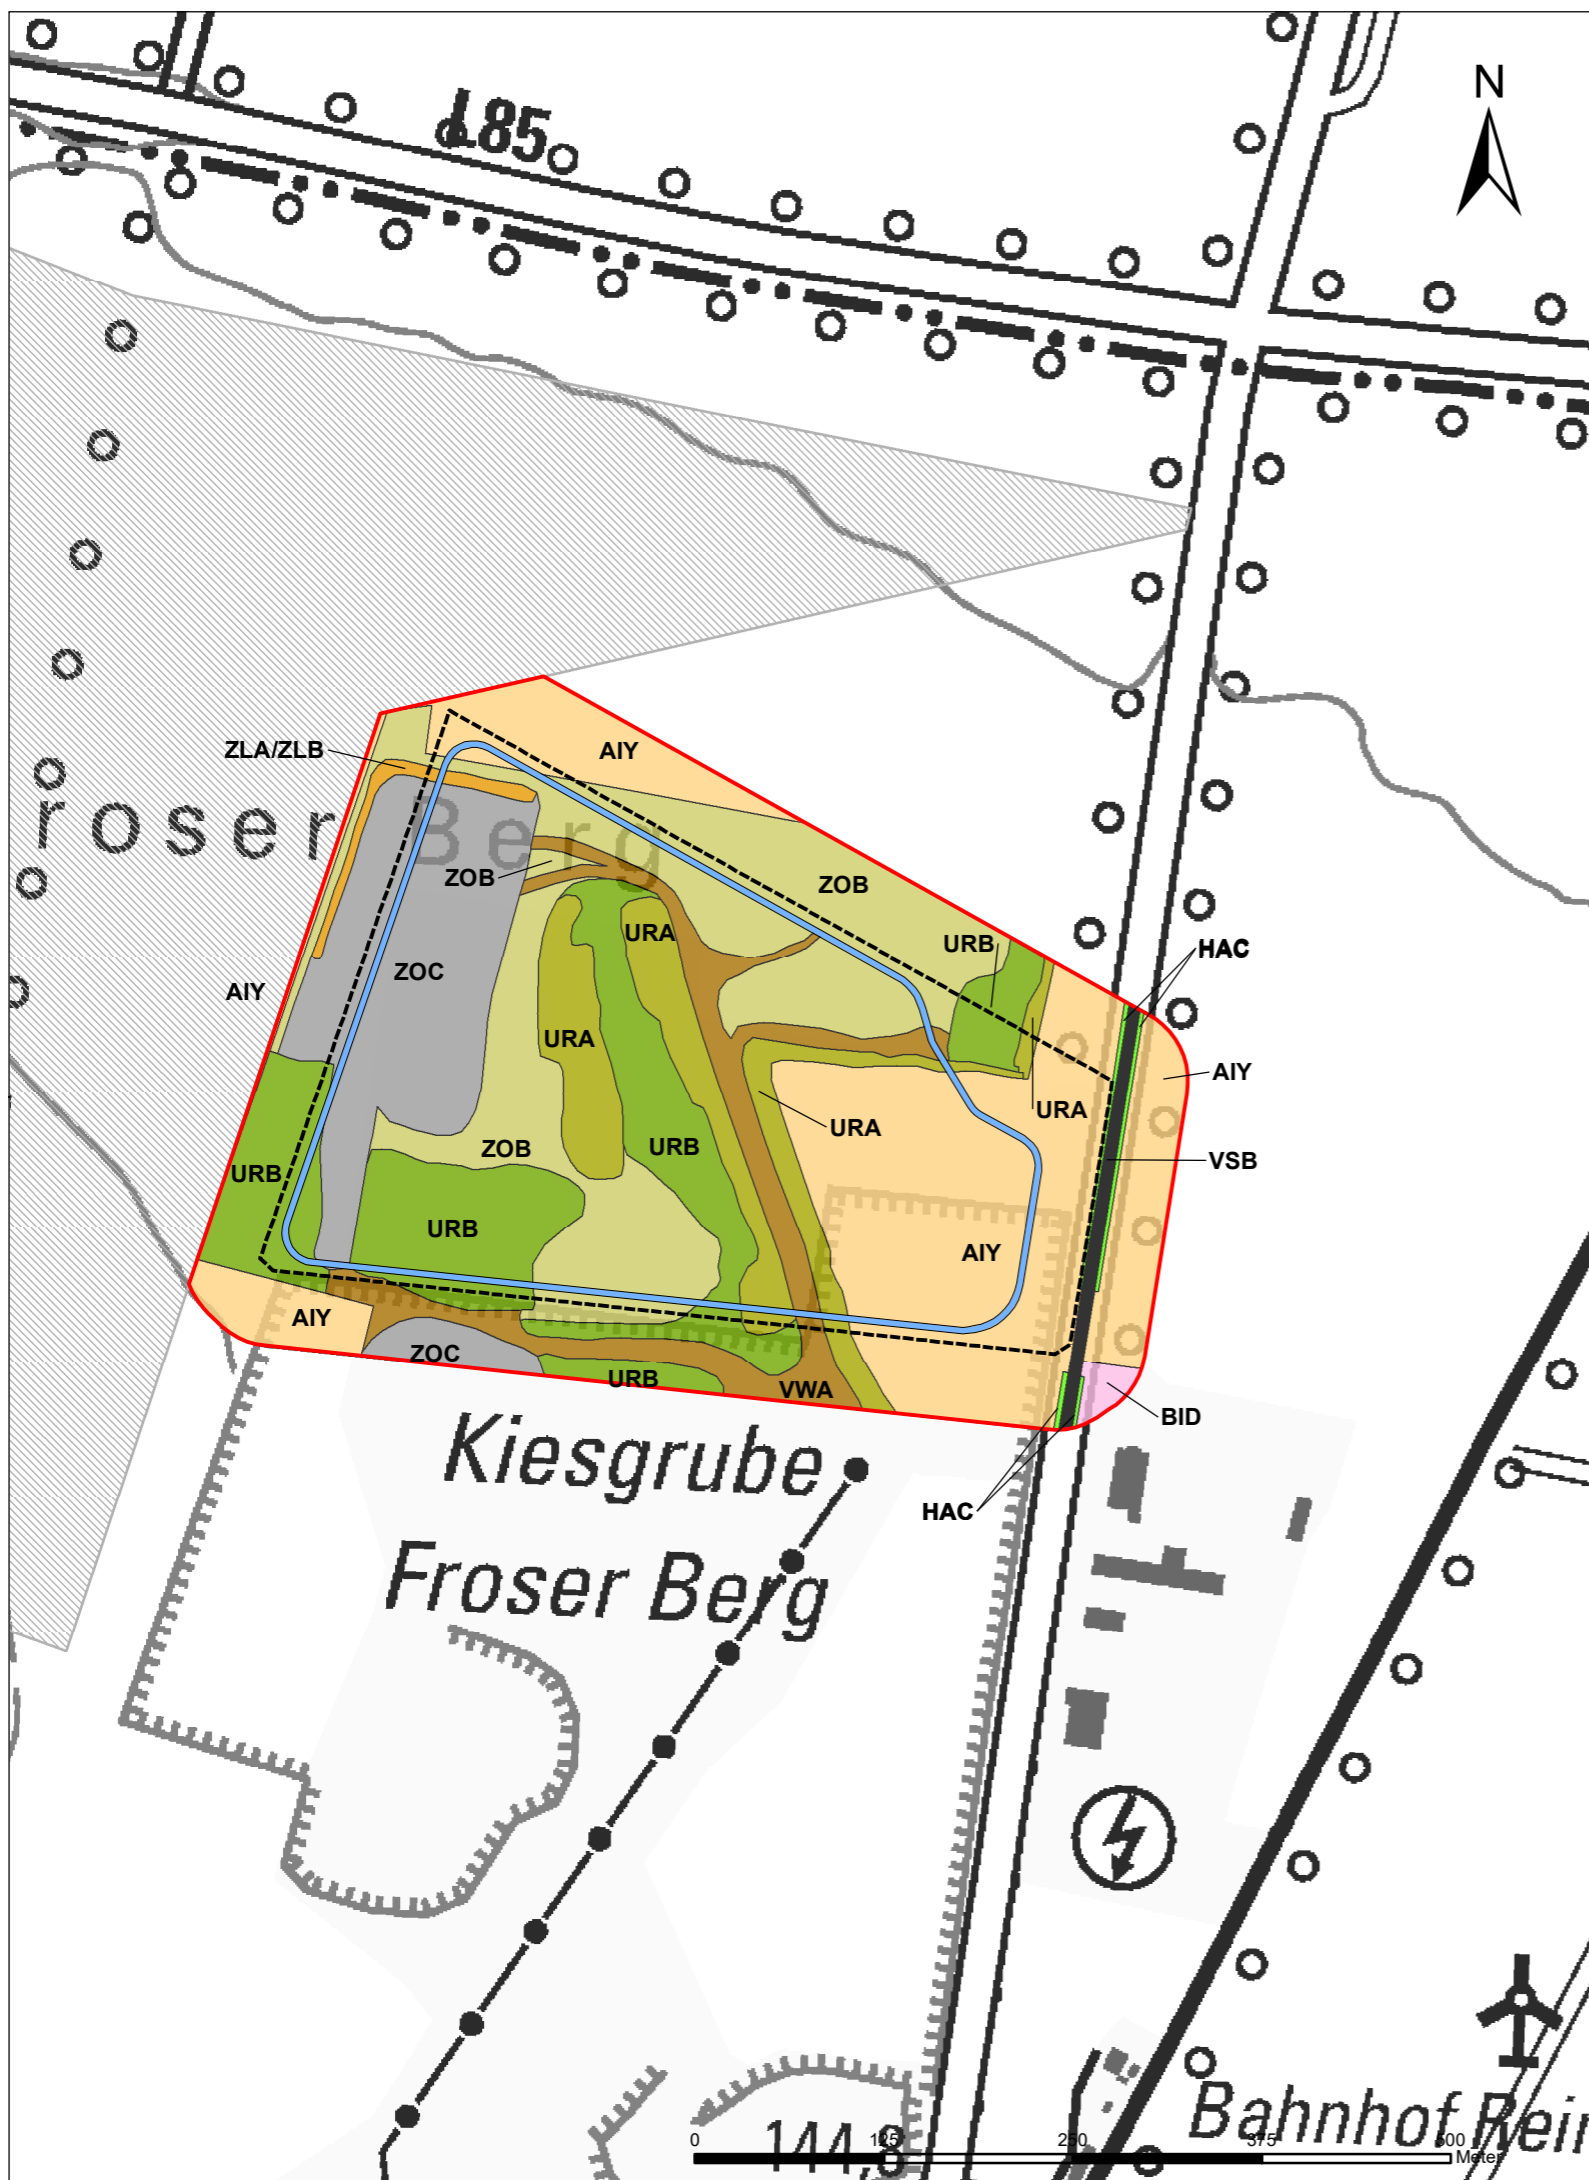 N
L85
AIY
ZLA/ZLB
roser Berg
ZOB
ZOB
URA
URB
HAC
ZOC
AIY
URA
AIY
URA
URA
ZOB
URB
VSB
URB
URB
AIY
AIY
ZOC
URB
VWA
BID
Kiesgrube
HAC
Froser Berg
Bahnhof Rein
144,3
0 125 250 375 500
Meter